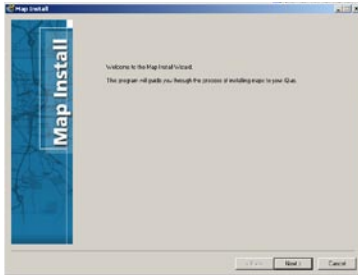 Map Install
Map Install
Welcome to the Map Install Wizard.
This program will guide you through the process of installing maps to your iQue.
< Back
Next >
Cancel